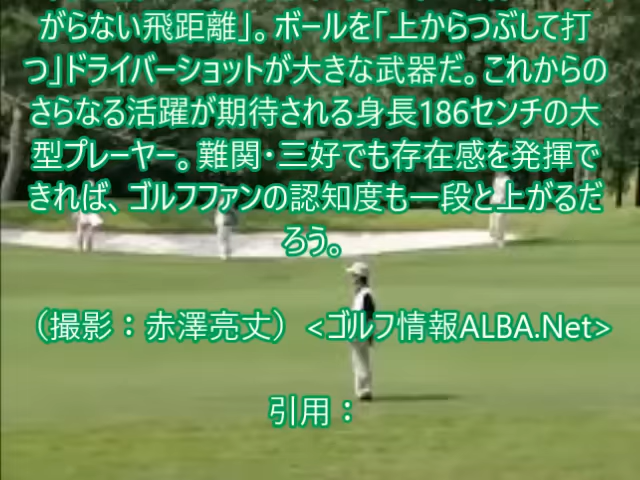 がらない飛距離」。ボールを「上からつぶして打
つ」ドライバーショットが大きな武器だ。これからの
さらなる活躍が期待される身長186センチの大
型プレーヤー。難関・三好でも存在感を発揮で
きれば、ゴルフファンの認知度も一段と上がるだ
ろう。
（撮影：赤澤亮丈）<ゴルフ情報ALBA.Net>
引用：